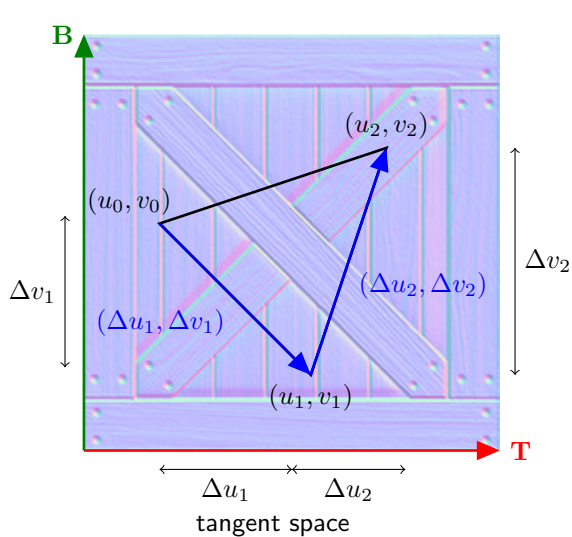 B
(u₂, v₂)
(u₀, v₀)
Δv₁
Δv₂
(Δu₂, Δv₂)
(Δu₁, Δv₁)
(u₁, v₁)
T
Δu₁
Δu₂
tangent space